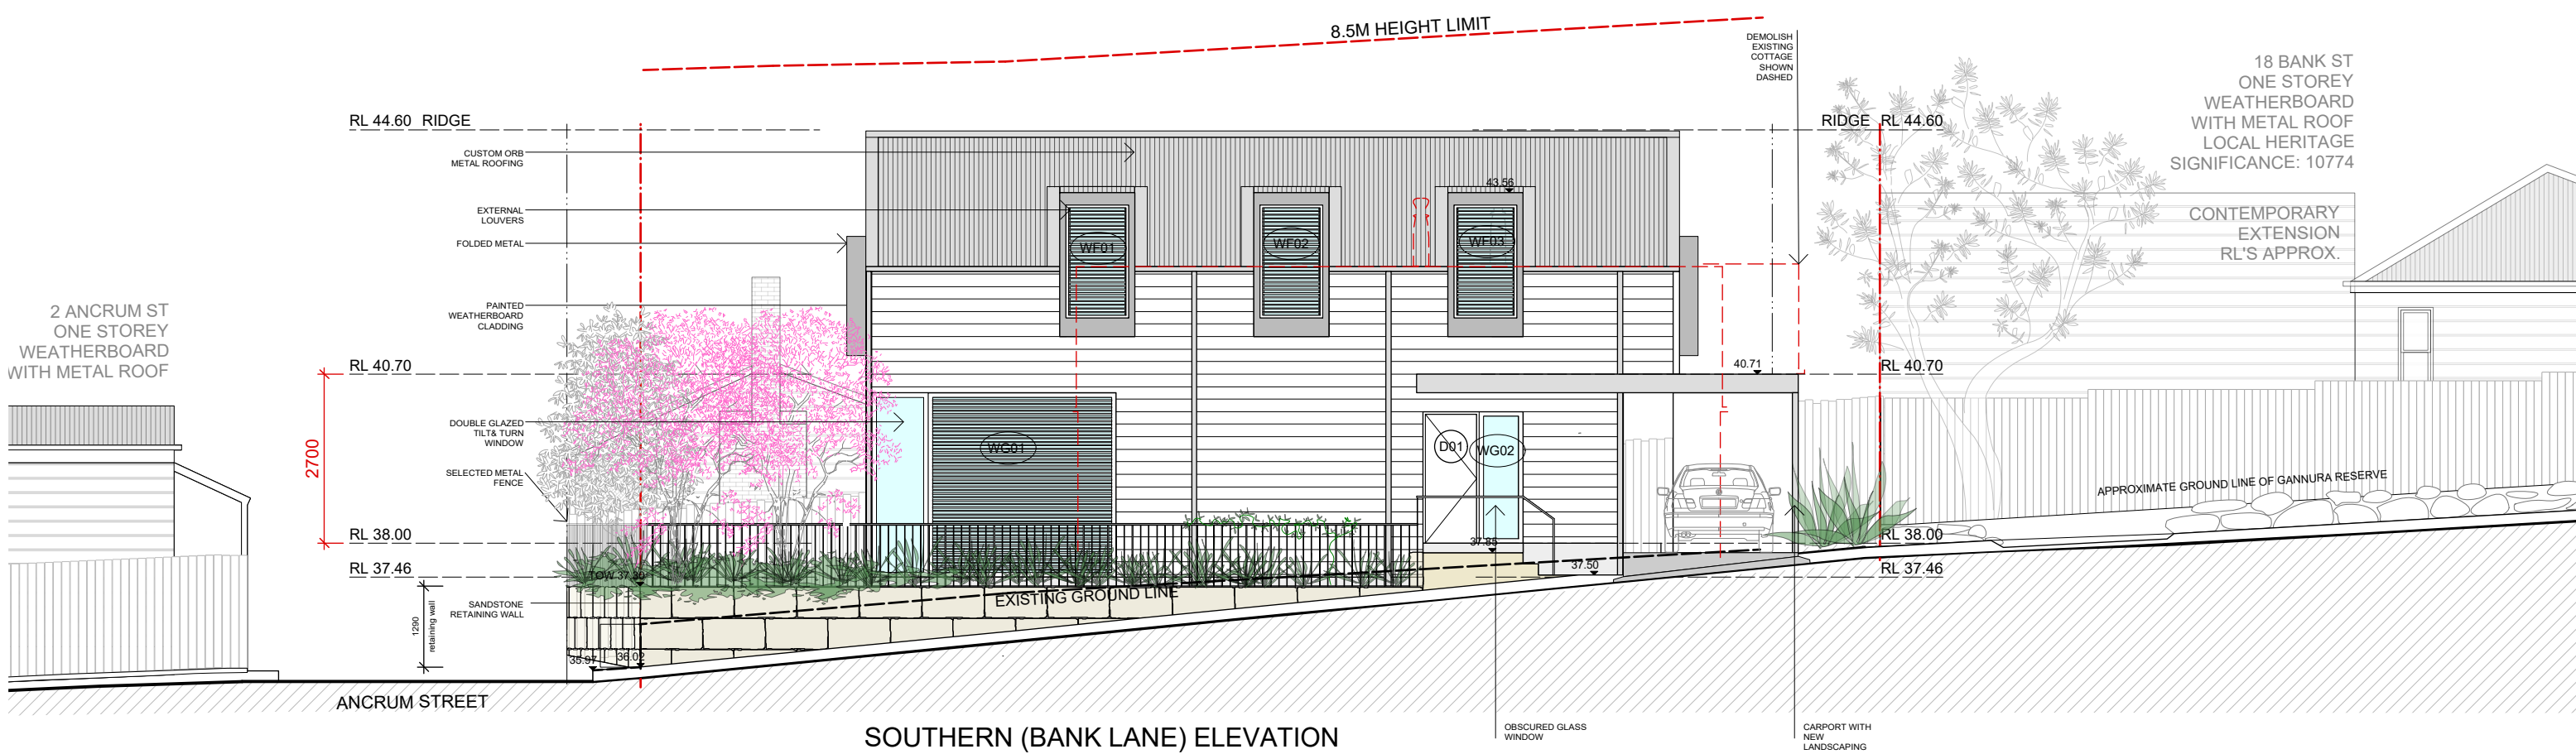 8.5M HEIGHT LIMIT
DEMOLISH
EXISTING
COTTAGE
SHOWN
DASHED
18 BANK ST
ONE STOREY
WEATHERBOARD
WITH METAL ROOF
LOCAL HERITAGE
SIGNIFICANCE: 10774
RL 44.60 RIDGE
RIDGE RL 44.60
CUSTOM ORB
METAL ROOFING
43.56
EXTERNAL
LOUVERS
CONTEMPORARY
EXTENSION
RL'S APPROX.
FOLDED METAL
WF01
WF02
WF03
2 ANCRUM ST
ONE STOREY
WEATHERBOARD
WITH METAL ROOF
PAINTED
WEATHERBOARD
CLADDING
RL 40.70
40.71
RL 40.70
DOUBLE GLAZED
TILT& TURN
WINDOW
2700
WG01
D01
WG02
SELECTED METAL
FENCE
APPROXIMATE GROUND LINE OF GANNURA RESERVE
RL 38.00
37.85
RL 38.00
RL 37.46
TOW 37.30
37.50
RL 37.46
SANDSTONE
RETAINING WALL
EXISTING GROUND LINE
1290
retaining wall
35.97
36.02
ANCRUM STREET
SOUTHERN (BANK LANE) ELEVATION
OBSCURED GLASS
WINDOW
CARPORT WITH
NEW
LANDSCAPING